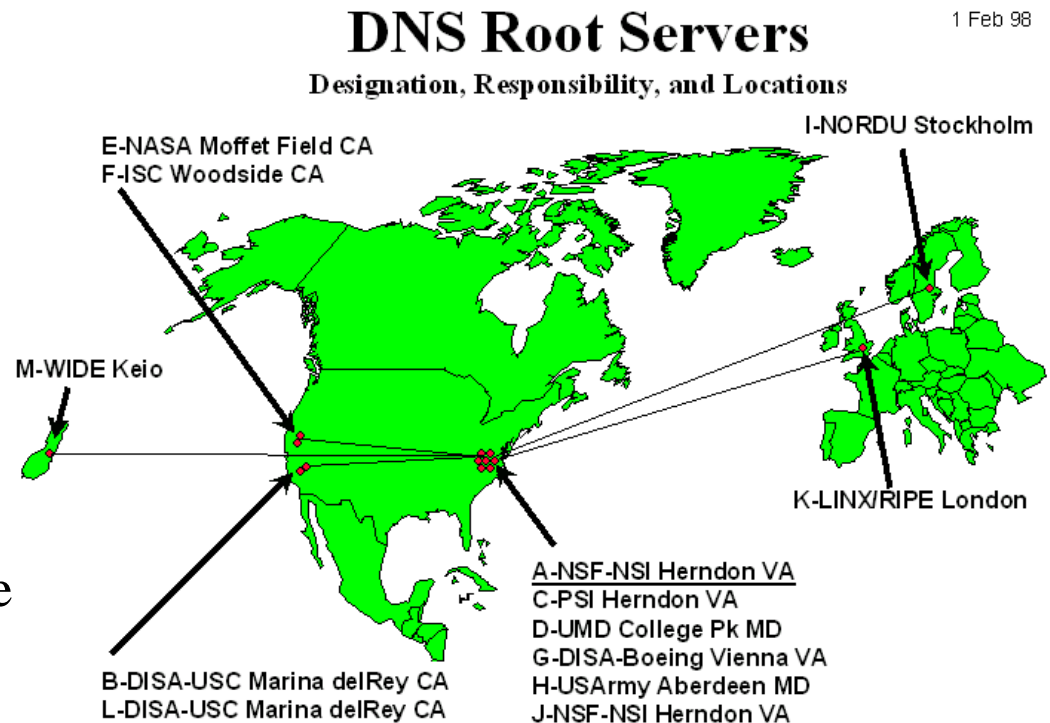 DNS Root Servers
1 Feb 98
Designation, Responsibility, and Locations
E-NASA Moffet Field CA
F-ISC Woodside CA
I-NORDU Stockholm
M-WIDE Keio
K-LINX/RIPE London
e
A-NSF-NSI Herndon VA
C-PSI Herndon VA
D-UMD College Pk MD
G-DISA-Boeing Vienna VA
H-USArmy Aberdeen MD
J-NSF-NSI Herndon VA
B-DISA-USC Marina delRey CA
L-DISA-USC Marina delRey CA